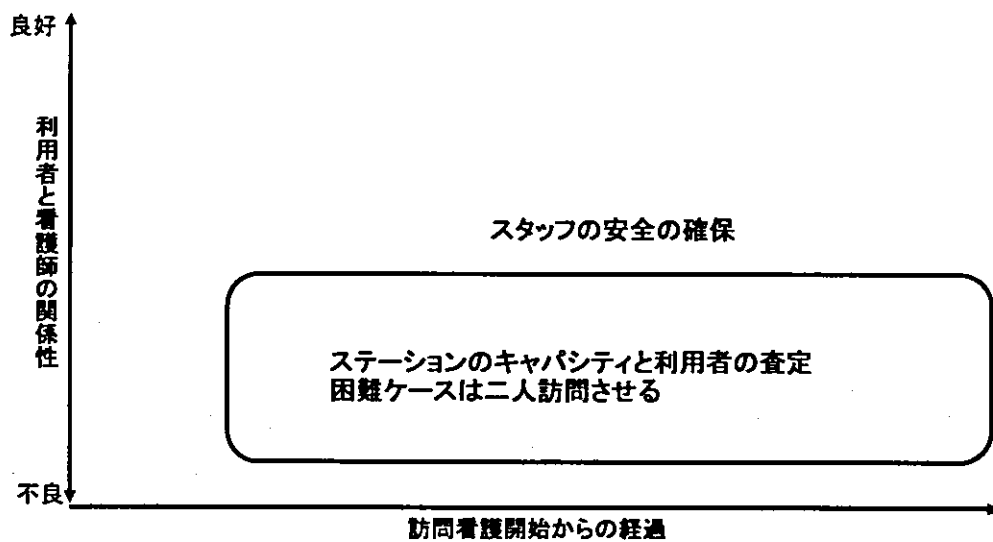 良好
利用者と看護師の関係性
スタッフの安全の確保
ステーションのキャパシティと利用者の査定
困難ケースは二人訪問させる
不良
訪問看護開始からの経過